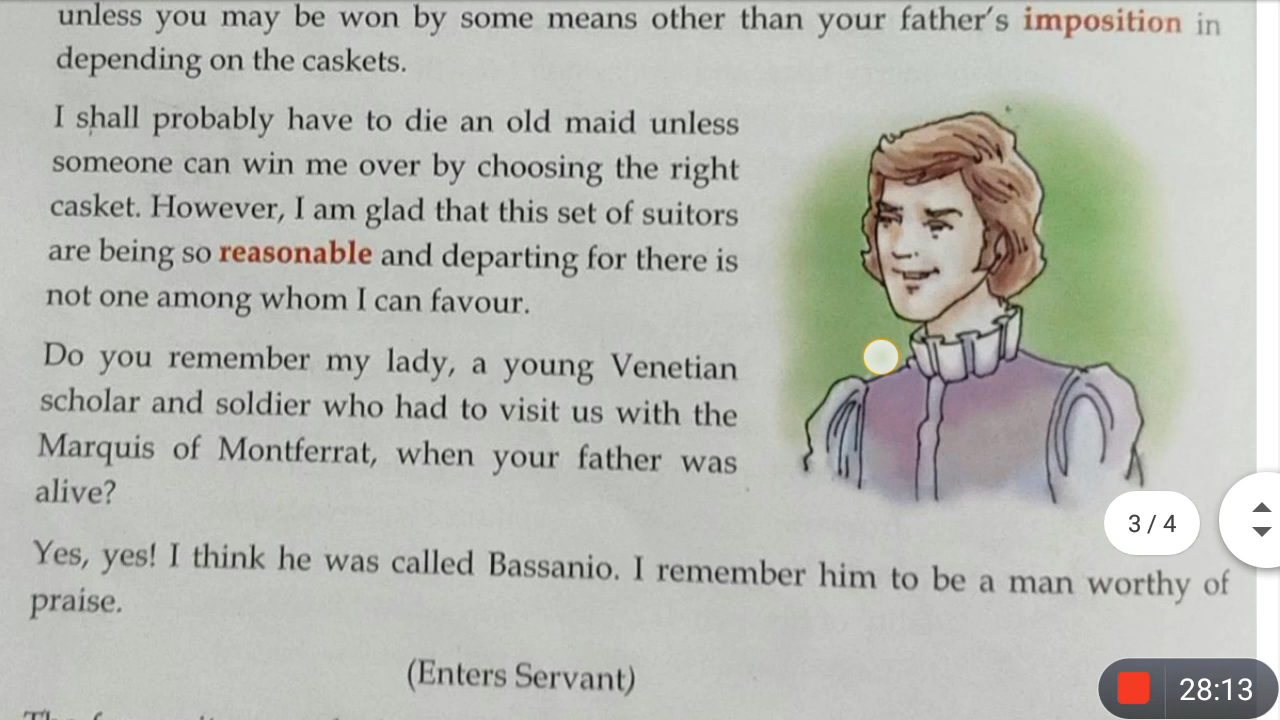 unless you may be won by some means other than your father's imposition in
depending on the caskets.
I shall probably have to die an old maid unless
someone can win me over by choosing the right
casket. However, I am glad that this set of suitors
are being so reasonable and departing for there is
not one among whom I can favour.
Do you remember my lady, a young Venetian
scholar and soldier who had to visit us with the
Marquis of Montferrat, when your father was
alive?
Yes, yes! I think he was called Bassanio. I remember him to be a man worthy of
praise.
(Enters Servant)
3 / 4
28:13